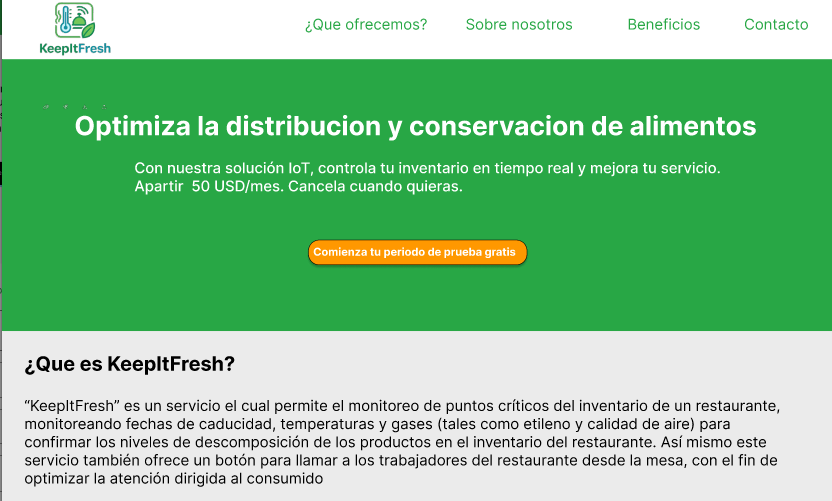 KeepItFresh
¿Que ofrecemos?
Sobre nosotros
Beneficios
Contacto
Optimiza la distribucion y conservacion de alimentos
Con nuestra solución IoT, controla tu inventario en tiempo real y mejora tu servicio.
Apartir  50 USD/mes. Cancela cuando quieras.
Comienza tu periodo de prueba gratis
¿Que es KeepItFresh?
“KeepItFresh” es un servicio el cual permite el monitoreo de puntos críticos del inventario de un restaurante,
monitoreando fechas de caducidad, temperaturas y gases (tales como etileno y calidad de aire) para
confirmar los niveles de descomposición de los productos en el inventario del restaurante. Así mismo este
servicio también ofrece un botón para llamar a los trabajadores del restaurante desde la mesa, con el fin de
optimizar la atención dirigida al consumido